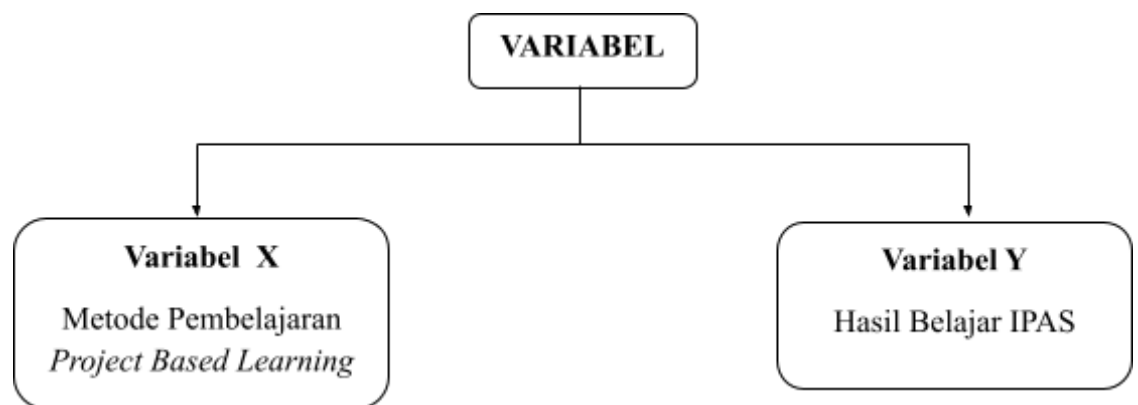 VARIABEL
Variabel X
Metode Pembelajaran
Project Based Learning
Variabel Y
Hasil Belajar IPAS